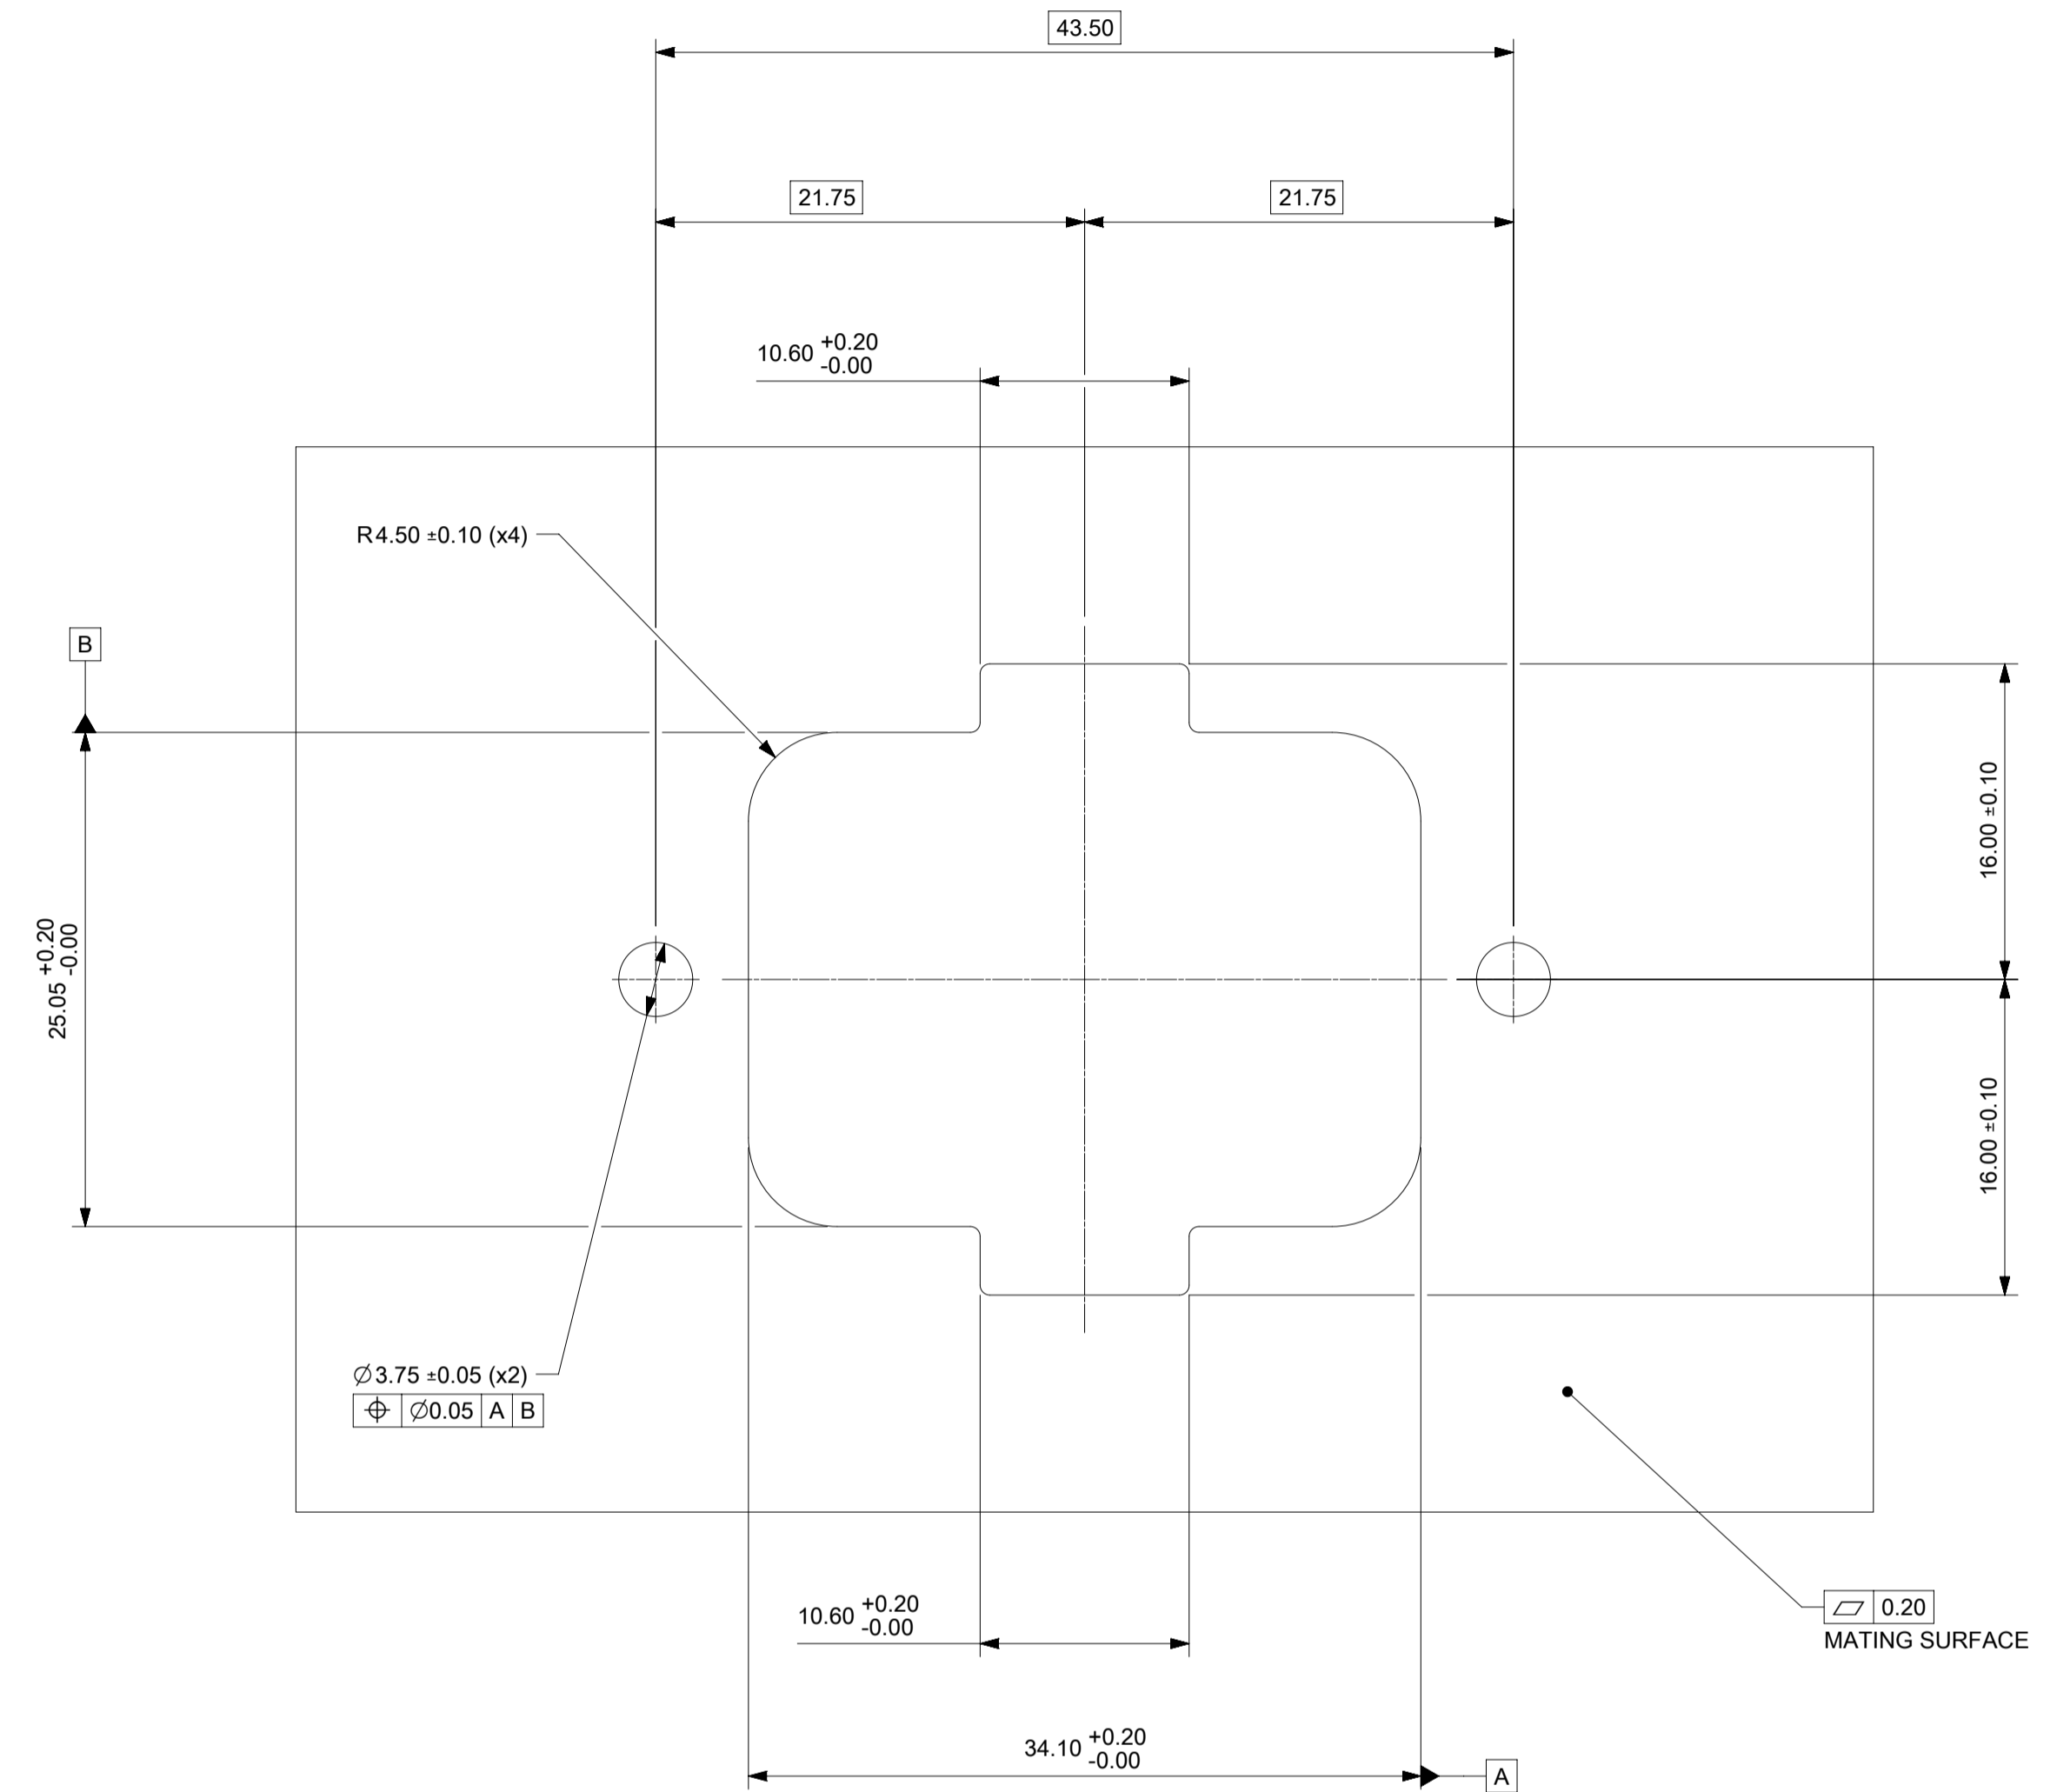 43.50
21.75
21.75
10.60 +0.20
-0.00
R4.50 ±0.10 (x4)
B
16.00 ±0.10
25.05 +0.20
-0.00
16.00 ±0.10
∅3.75 ±0.05 (x2)
⌖ ∅0.05 A B
10.60 +0.20
-0.00
⏥ 0.20
MATING SURFACE
34.10 +0.20
-0.00
A